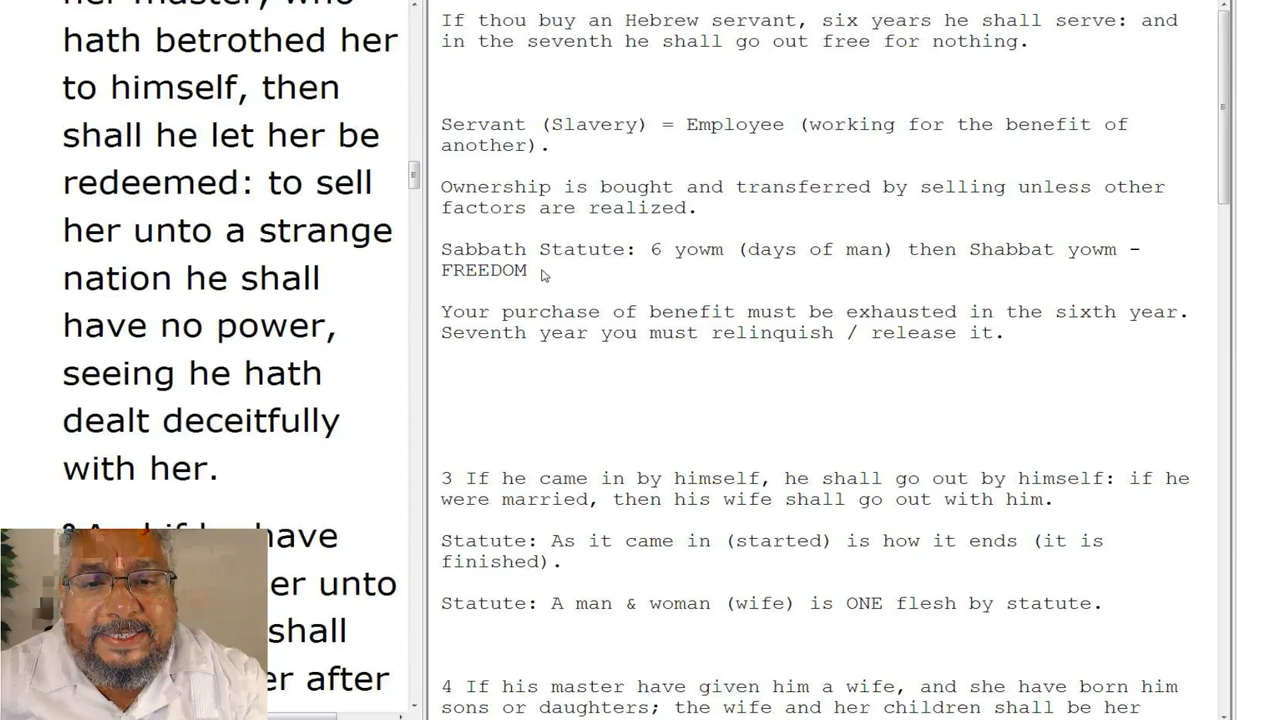 her master, who
hath betrothed her
to himself, then
shall he let her be
redeemed: to sell
her unto a strange
nation he shall
have no power,
seeing he hath
dealt deceitfully
with her.
have
er unto
shall
er after
If thou buy an Hebrew servant, six years he shall serve: and
in the seventh he shall go out free for nothing.
Servant (Slavery) = Employee (working for the benefit of
another).
Ownership is bought and transferred by selling unless other
factors are realized.
Sabbath Statute: 6 yowm (days of man) then Shabbat yowm –
FREEDOM
Your purchase of benefit must be exhausted in the sixth year.
Seventh year you must relinquish / release it.
3 If he came in by himself, he shall go out by himself: if he
were married, then his wife shall go out with him.
Statute: As it came in (started) is how it ends (it is
finished).
Statute: A man & woman (wife) is ONE flesh by statute.
4 If his master have given him a wife, and she have born him
sons or daughters; the wife and her children shall be her